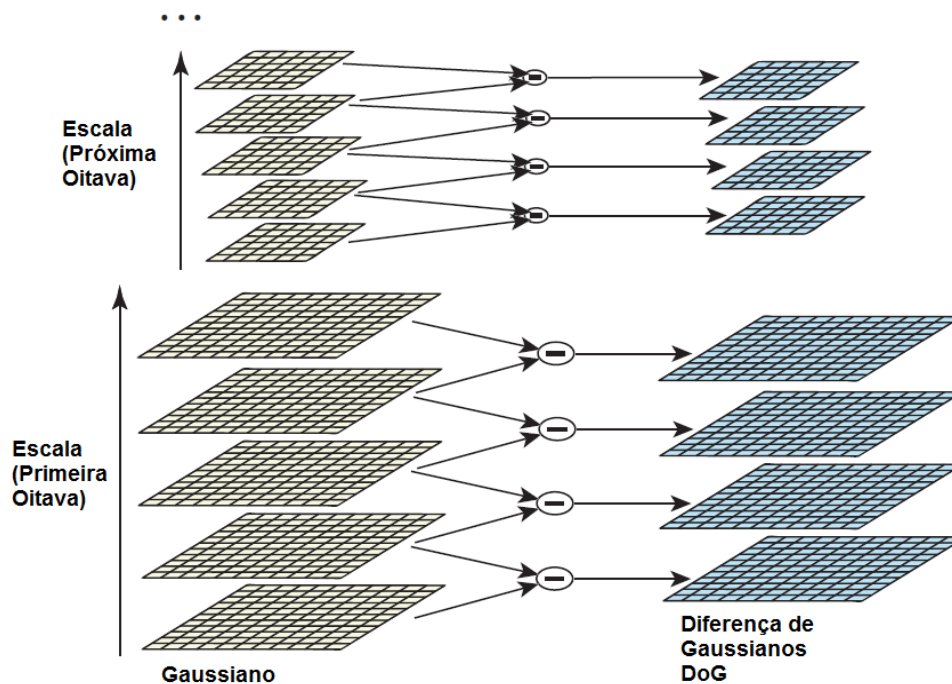 ...
Escala
(Próxima
Oitava)
Escala
(Primeira
Oitava)
Gaussiano
Diferença de
Gaussianos
DoG